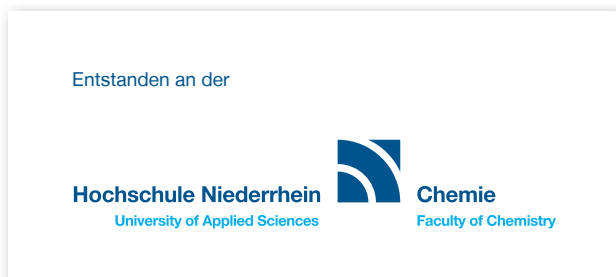 Entstanden an der
Hochschule Niederrhein Chemie
University of Applied Sciences Faculty of Chemistry